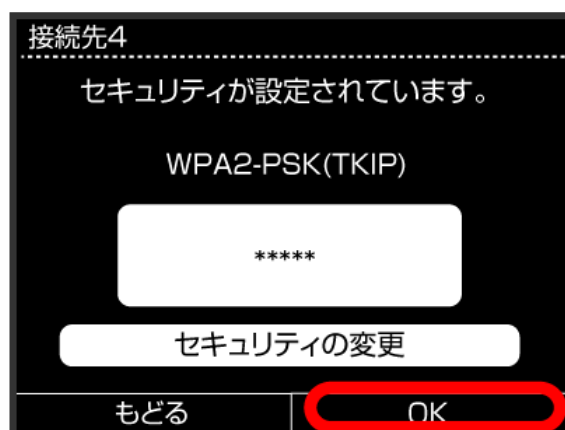 接続先4
セキュリティが設定されています。
WPA2-PSK(TKIP)
*****
セキュリティの変更
もどる
OK